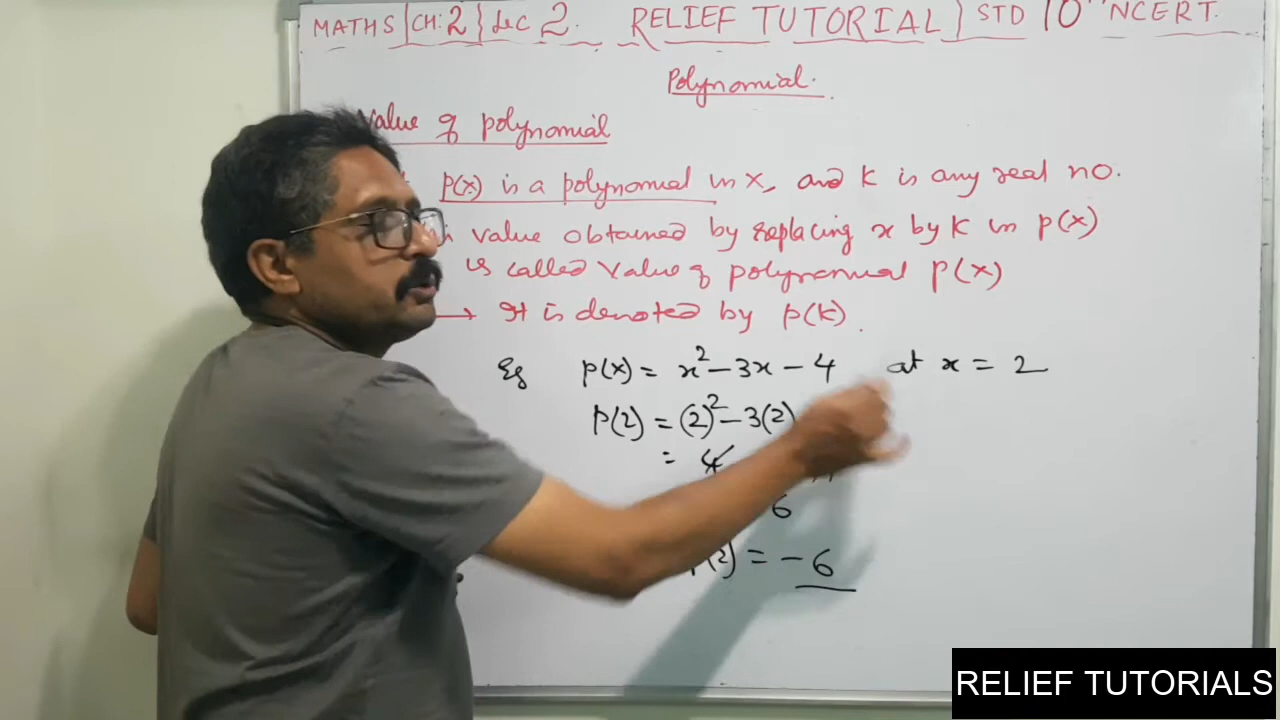 MATHS | CH: 2 | Lec 2. RELIEF TUTORIAL | STD 10th NCERT.
Polynomial.
Value of polynomial
P(x) is a polynomial in x, and k is any real no.
value obtained by replacing x by k in p(x)
is called value of polynomial p(x)
→ It is denoted by p(k).
Eg p(x) = x² - 3x - 4 at x = 2
P(2) = (2)² - 3(2)
= 4
6
(2) = - 6
RELIEF TUTORIALS